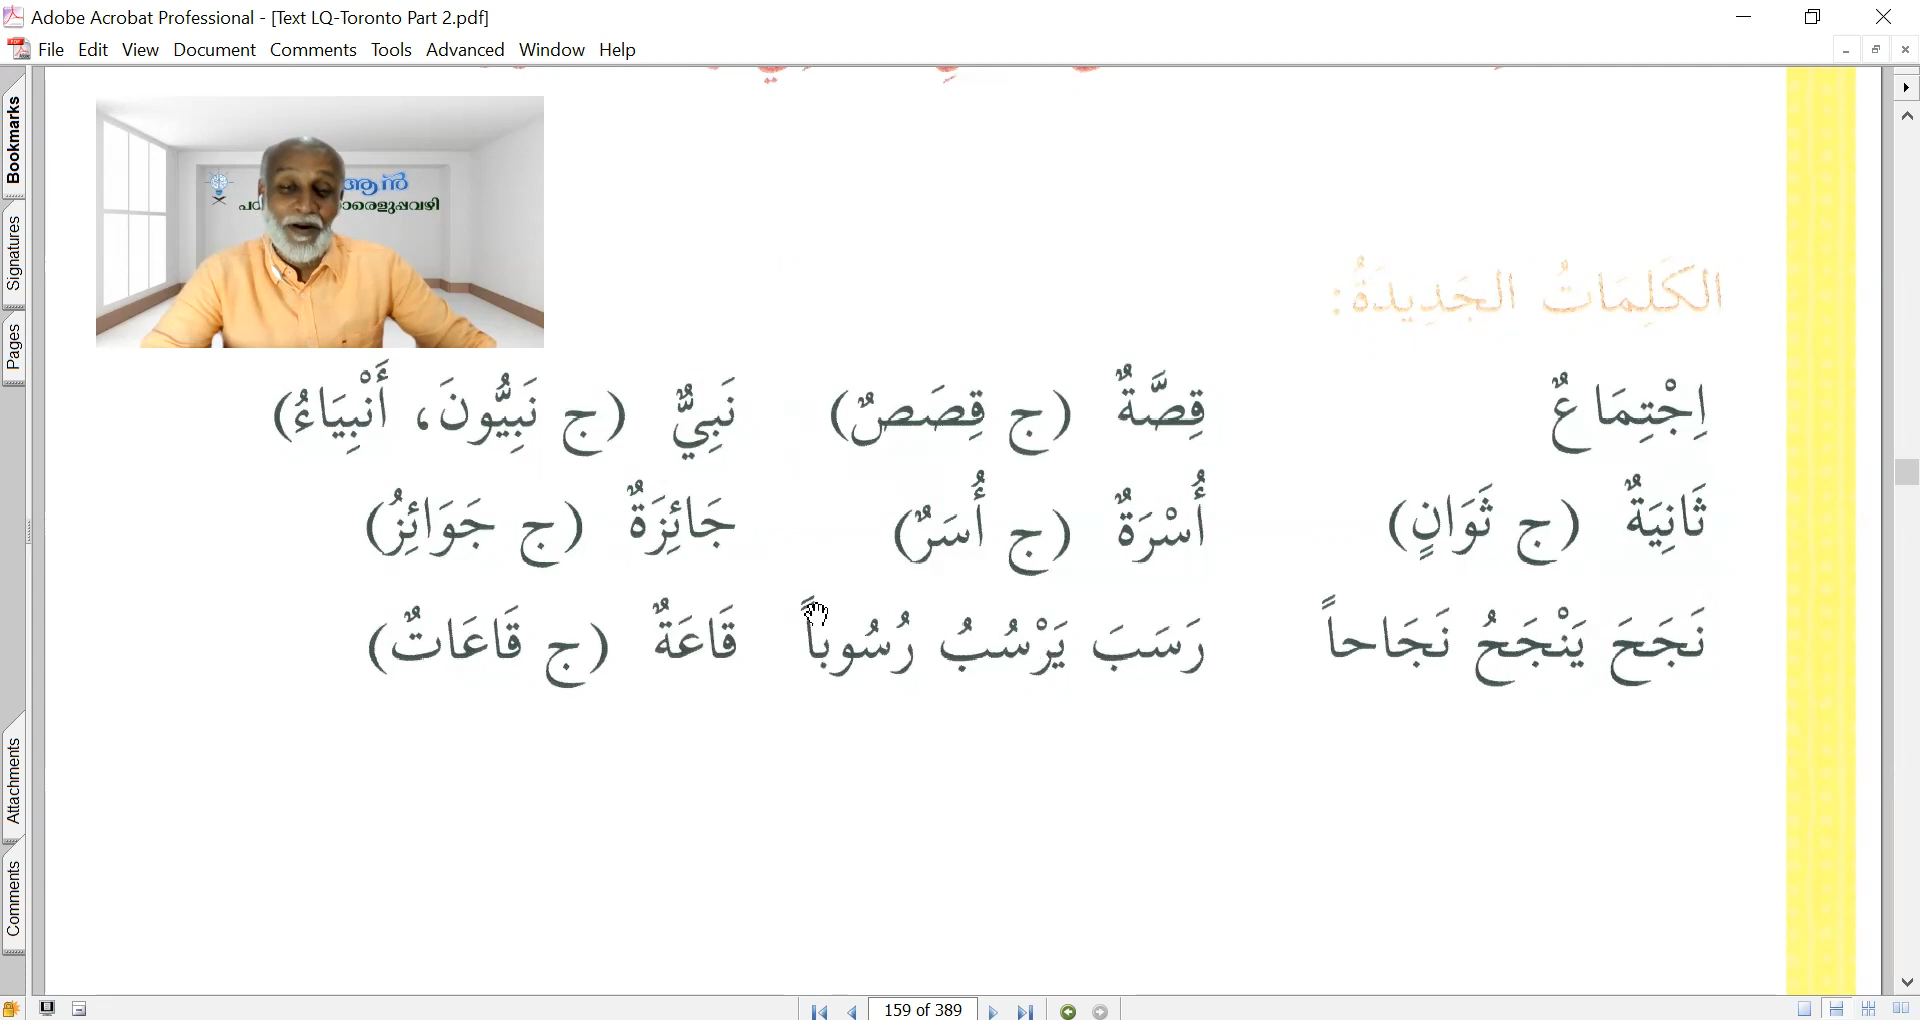 Adobe Acrobat Professional - [Text LQ-Toronto Part 2.pdf]
File Edit View Document Comments Tools Advanced Window Help
Bookmarks
Signatures
Pages
Attachments
Comments
ആൻ
الكَلِمَاتُ الجَدِيدَةُ:
اِجْتِمَاعٌ قِصَّةٌ (ج قِصَصٌ) نَبِيٌّ (ج نَبِيُّونَ، أَنْبِيَاءُ)
ثَانِيَةٌ (ج ثَوَانٍ) أُسْرَةٌ (ج أُسَرٌ) جَائِزَةٌ (ج جَوَائِزُ)
نَجَحَ يَنْجَحُ نَجَاحاً رَسَبَ يَرْسُبُ رُسُوباً قَاعَةٌ (ج قَاعَاتٌ)
159 of 389